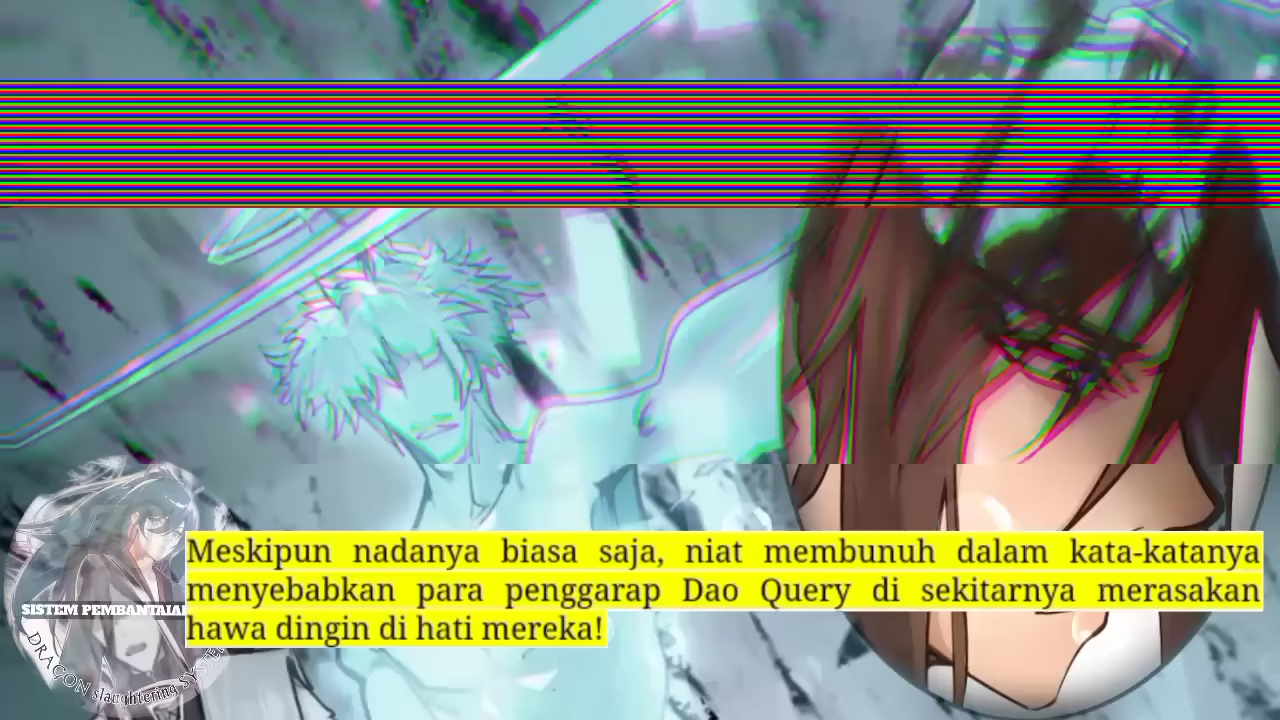 Meskipun nadanya biasa saja, niat membunuh dalam kata-katanya
menyebabkan para penggarap Dao Query di sekitarnya merasakan
hawa dingin di hati mereka!
SISTEM PEMBANTAIAN
DRAGON slaughtering SYSTE